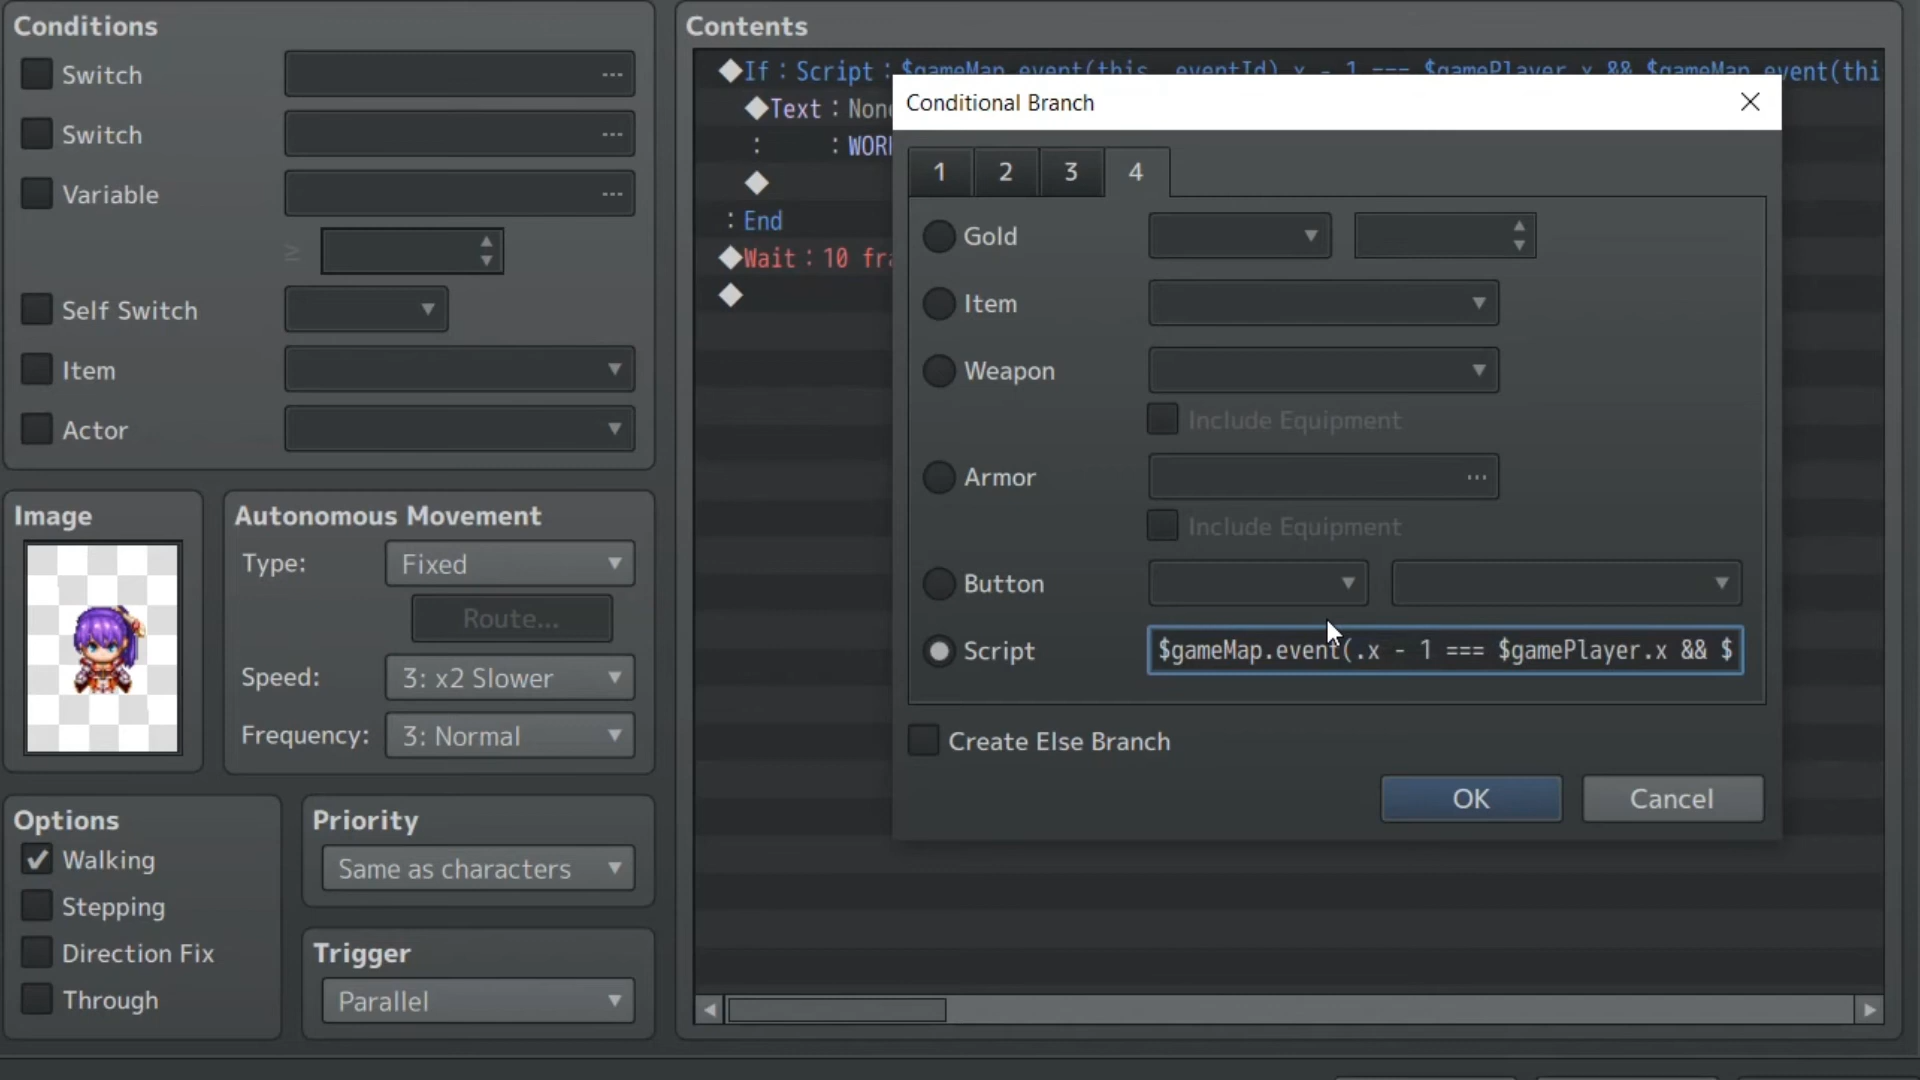 Conditions
Switch ...
Switch ...
Variable ...
≥
Self Switch
Item
Actor
Image
Autonomous Movement
Type: Fixed
Route...
Speed: 3: x2 Slower
Frequency: 3: Normal
Options
Walking
Stepping
Direction Fix
Through
Priority
Same as characters
Trigger
Parallel
Contents
◆If : Script : $gameMap.event(this._eventId).x - 1 === $gamePlayer.x && $gameMap.event(thi
◆Text : None
: : WOR
◆
: End
◆Wait : 10 fra
◆
Conditional Branch
1 2 3 4
Gold
Item
Weapon
Include Equipment
Armor ...
Include Equipment
Button
Script $gameMap.event(.x - 1 === $gamePlayer.x && $
Create Else Branch
OK Cancel